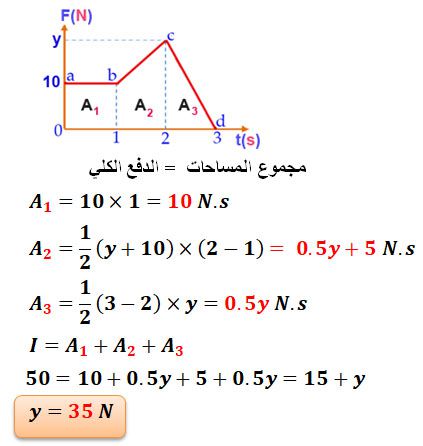 F(N)
y
c
10
a
b
A₁
A₂
A₃
d
0
1
2
3
t(s)
مجموع المساحات = الدفع الكلي
A₁ = 10 × 1 = 10 N.s
A₂ = 1/2 (y + 10) × (2 − 1) = 0.5y + 5 N.s
A₃ = 1/2 (3 − 2) × y = 0.5y N.s
I = A₁ + A₂ + A₃
50 = 10 + 0.5y + 5 + 0.5y = 15 + y
y = 35 N